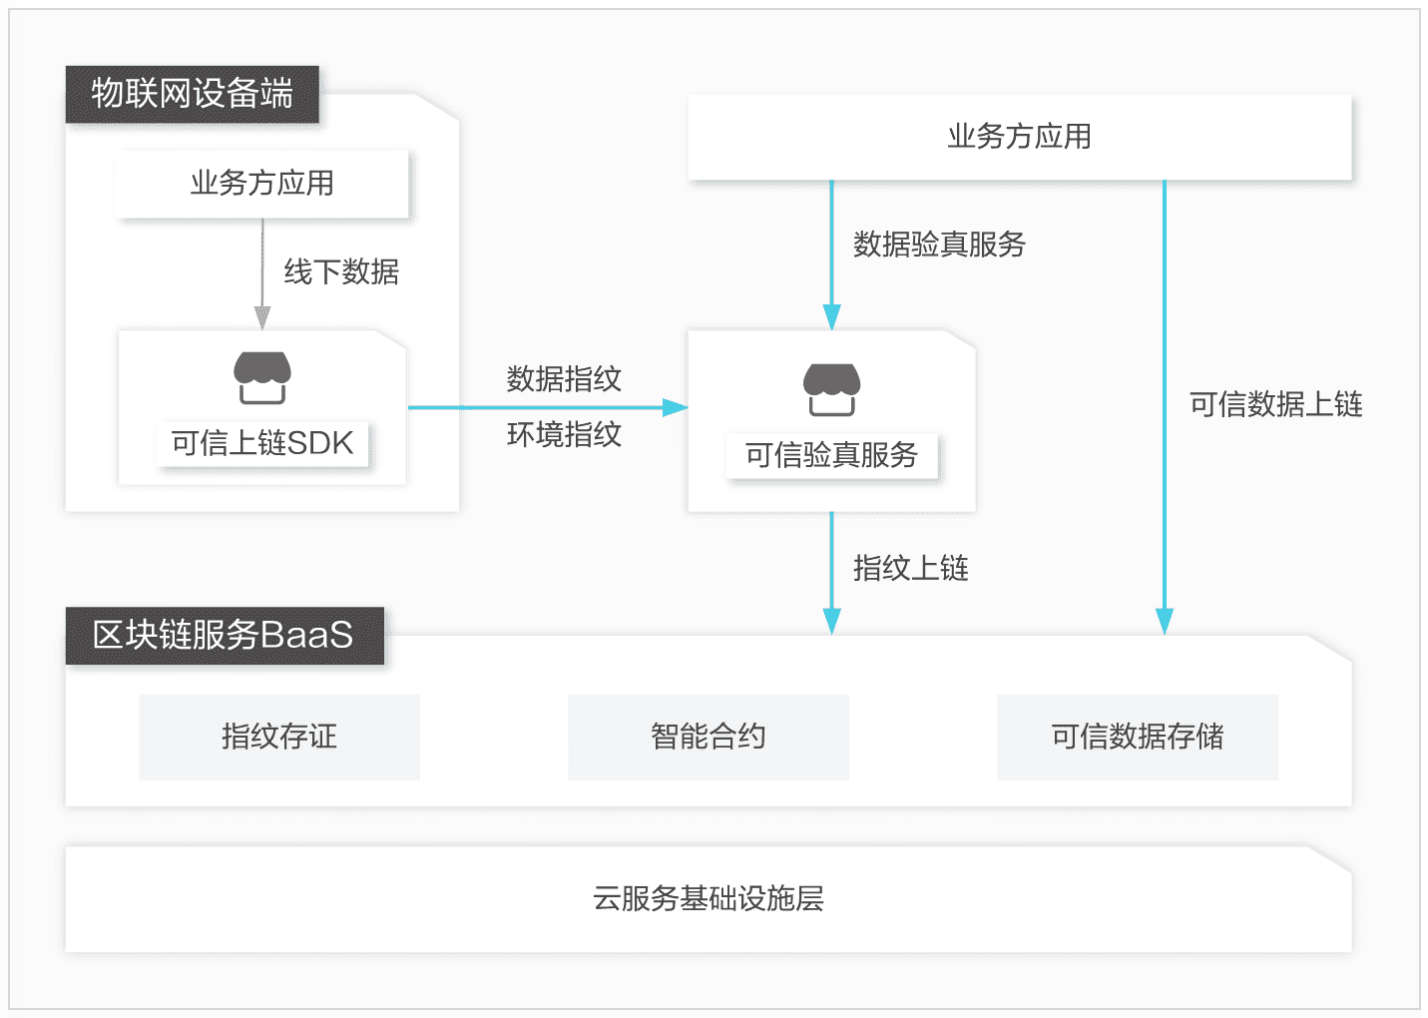 物联网设备端
业务方应用
线下数据
可信上链SDK
数据指纹
环境指纹
业务方应用
数据验真服务
可信验真服务
可信数据上链
指纹上链
区块链服务BaaS
指纹存证
智能合约
可信数据存储
云服务基础设施层